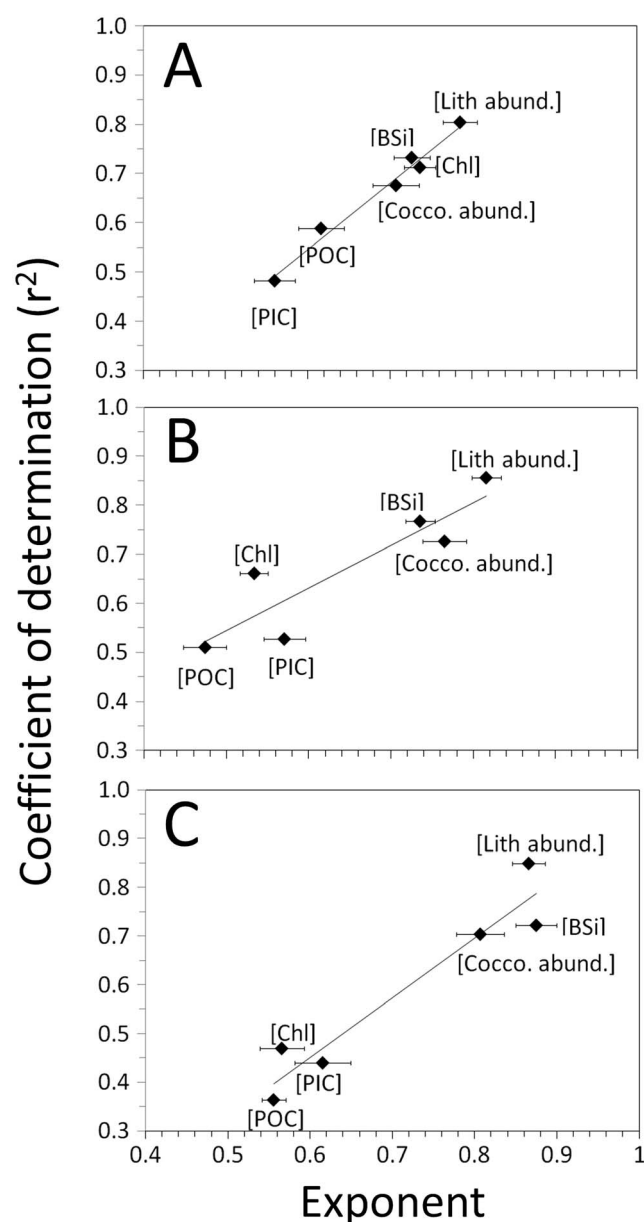 Coefficient of determination (r²)
A
1.0
0.9
0.8
0.7
0.6
0.5
0.4
0.3
[Lith abund.]
[BSi]
[Chl]
[Cocco. abund.]
[POC]
[PIC]
B
1.0
0.9
0.8
0.7
0.6
0.5
0.4
0.3
[Lith abund.]
[BSi]
[Chl]
[Cocco. abund.]
[POC]
[PIC]
C
1.0
0.9
0.8
0.7
0.6
0.5
0.4
0.3
[Lith abund.]
[BSi]
[Cocco. abund.]
[Chl]
[PIC]
[POC]
0.4 0.5 0.6 0.7 0.8 0.9 1
Exponent